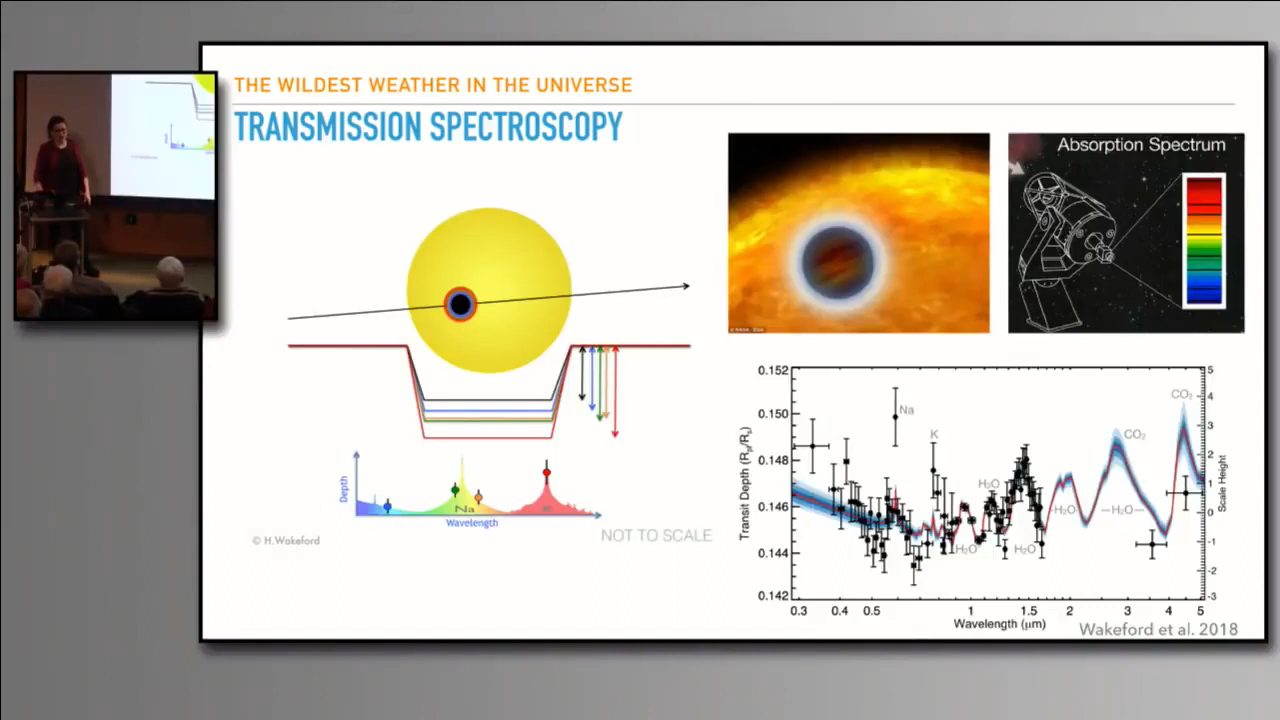 THE WILDEST WEATHER IN THE UNIVERSE
TRANSMISSION SPECTROSCOPY
Absorption Spectrum
Depth
Na
Wavelength
© H.Wakeford
NOT TO SCALE
Transit Depth (Rp/Rs)
0.152
0.150
0.148
0.146
0.144
0.142
Na
K
H2O
H2O
H2O
H2O
—H2O—
CO2
CO2
5
4
3
2
1
0
-1
-2
-3
Scale Height
0.3 0.4 0.5 1 1.5 2 3 4 5
Wavelength (μm)
Wakeford et al. 2018